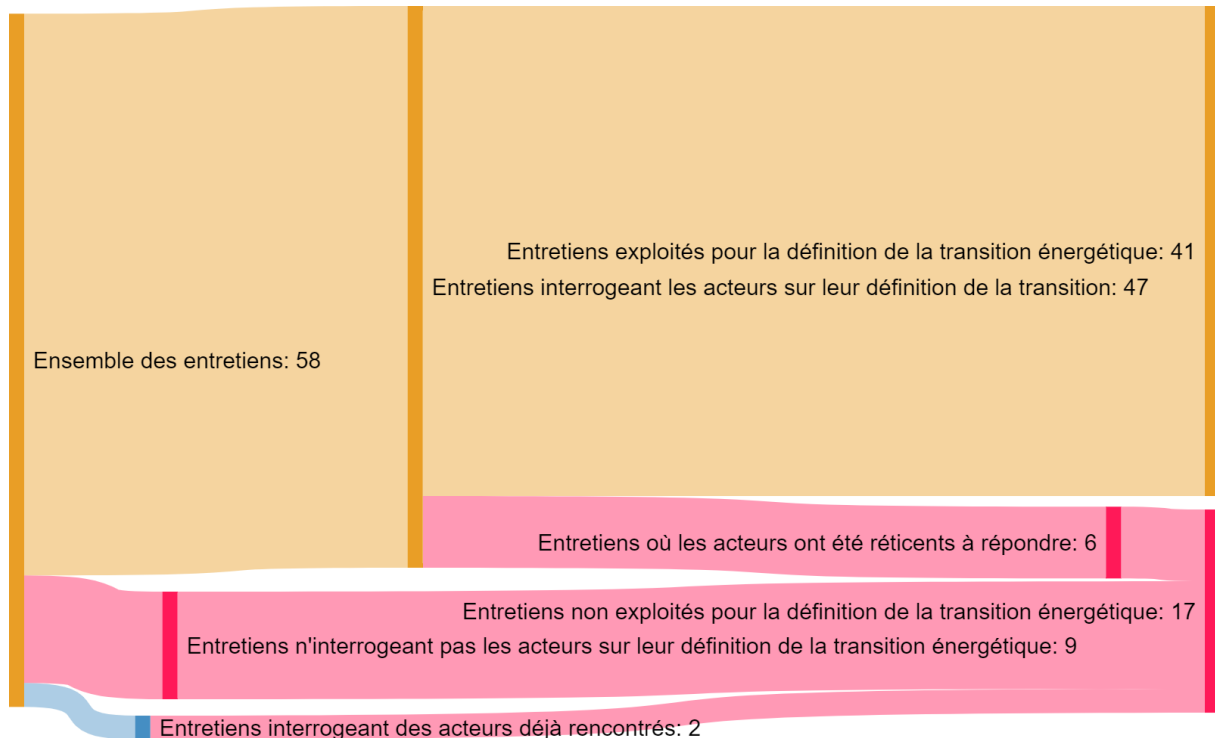 Entretiens exploités pour la définition de la transition énergétique: 41
Entretiens interrogeant les acteurs sur leur définition de la transition: 47
Ensemble des entretiens: 58
Entretiens où les acteurs ont été réticents à répondre: 6
Entretiens non exploités pour la définition de la transition énergétique: 17
Entretiens n'interrogeant pas les acteurs sur leur définition de la transition énergétique: 9
Entretiens interrogeant des acteurs déjà rencontrés: 2